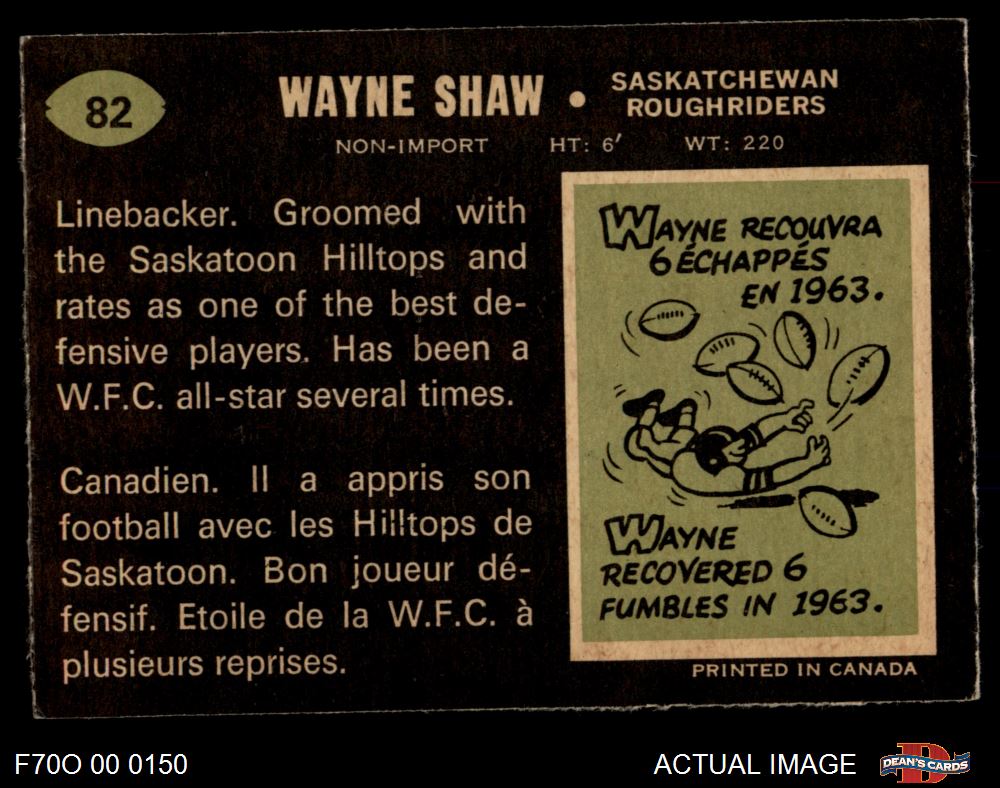 82
WAYNE SHAW • SASKATCHEWAN
ROUGHRIDERS
NON-IMPORT HT: 6' WT: 220
Linebacker. Groomed with
the Saskatoon Hilltops and
rates as one of the best de-
fensive players. Has been a
W.F.C. all-star several times.
Canadien. Il a appris son
football avec les Hilltops de
Saskatoon. Bon joueur dé-
fensif. Etoile de la W.F.C. à
plusieurs reprises.
WAYNE RECOUVRA
6 ÉCHAPPÉS
EN 1963.
WAYNE
RECOVERED 6
FUMBLES IN 1963.
PRINTED IN CANADA
F70O 00 0150
ACTUAL IMAGE
D
DEAN'S CARDS